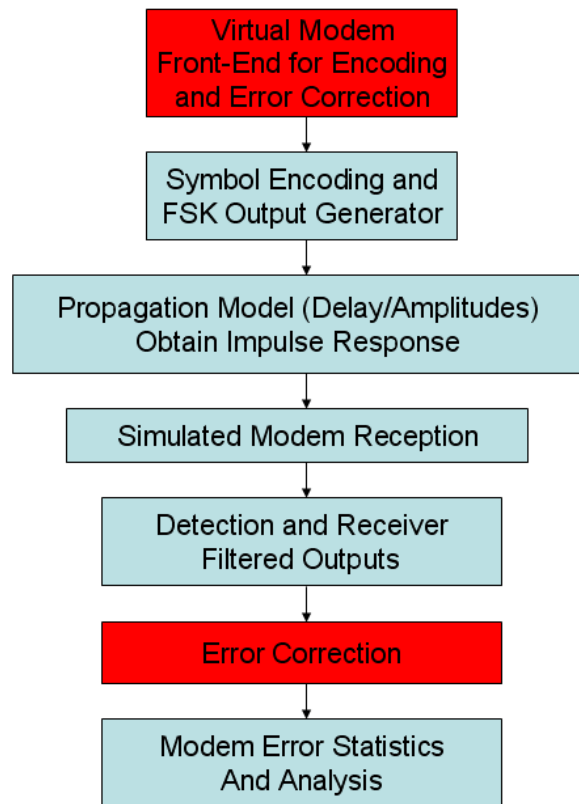 Virtual Modem
Front-End for Encoding
and Error Correction
Symbol Encoding and
FSK Output Generator
Propagation Model (Delay/Amplitudes)
Obtain Impulse Response
Simulated Modem Reception
Detection and Receiver
Filtered Outputs
Error Correction
Modem Error Statistics
And Analysis